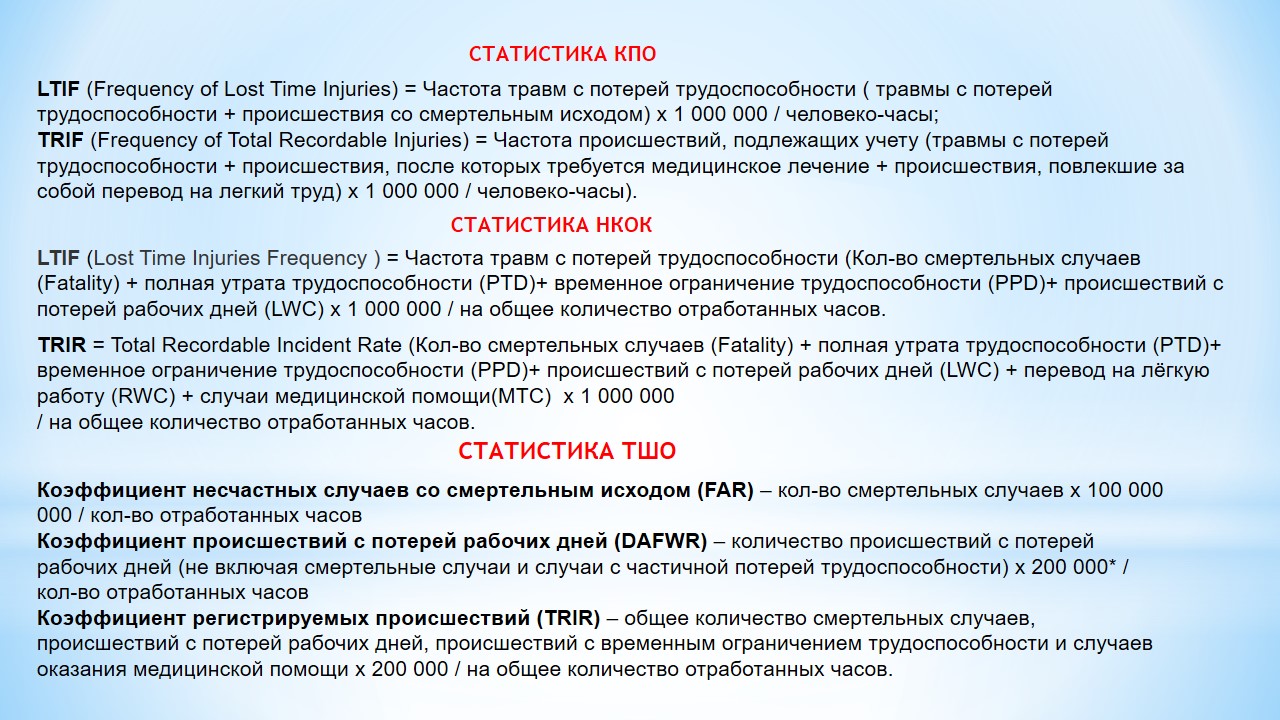 СТАТИСТИКА КПО
LTIF (Frequency of Lost Time Injuries) = Частота травм с потерей трудоспособности ( травмы с потерей
трудоспособности + происшествия со смертельным исходом) x 1 000 000 / человеко-часы;
TRIF (Frequency of Total Recordable Injuries) = Частота происшествий, подлежащих учету (травмы с потерей
трудоспособности + происшествия, после которых требуется медицинское лечение + происшествия, повлекшие за
собой перевод на легкий труд) x 1 000 000 / человеко-часы).
СТАТИСТИКА НКОК
LTIF (Lost Time Injuries Frequency ) = Частота травм с потерей трудоспособности (Кол-во смертельных случаев
(Fatality) + полная утрата трудоспособности (PTD)+ временное ограничение трудоспособности (PPD)+ происшествий с
потерей рабочих дней (LWC) x 1 000 000 / на общее количество отработанных часов.
TRIR = Total Recordable Incident Rate (Кол-во смертельных случаев (Fatality) + полная утрата трудоспособности (PTD)+
временное ограничение трудоспособности (PPD)+ происшествий с потерей рабочих дней (LWC) + перевод на лёгкую
работу (RWC) + случаи медицинской помощи(MTC)  x 1 000 000
/ на общее количество отработанных часов.
СТАТИСТИКА ТШО
Коэффициент несчастных случаев со смертельным исходом (FAR) – кол-во смертельных случаев x 100 000
000 / кол-во отработанных часов
Коэффициент происшествий с потерей рабочих дней (DAFWR) – количество происшествий с потерей
рабочих дней (не включая смертельные случаи и случаи с частичной потерей трудоспособности) x 200 000* /
кол-во отработанных часов
Коэффициент регистрируемых происшествий (TRIR) – общее количество смертельных случаев,
происшествий с потерей рабочих дней, происшествий с временным ограничением трудоспособности и случаев
оказания медицинской помощи x 200 000 / на общее количество отработанных часов.